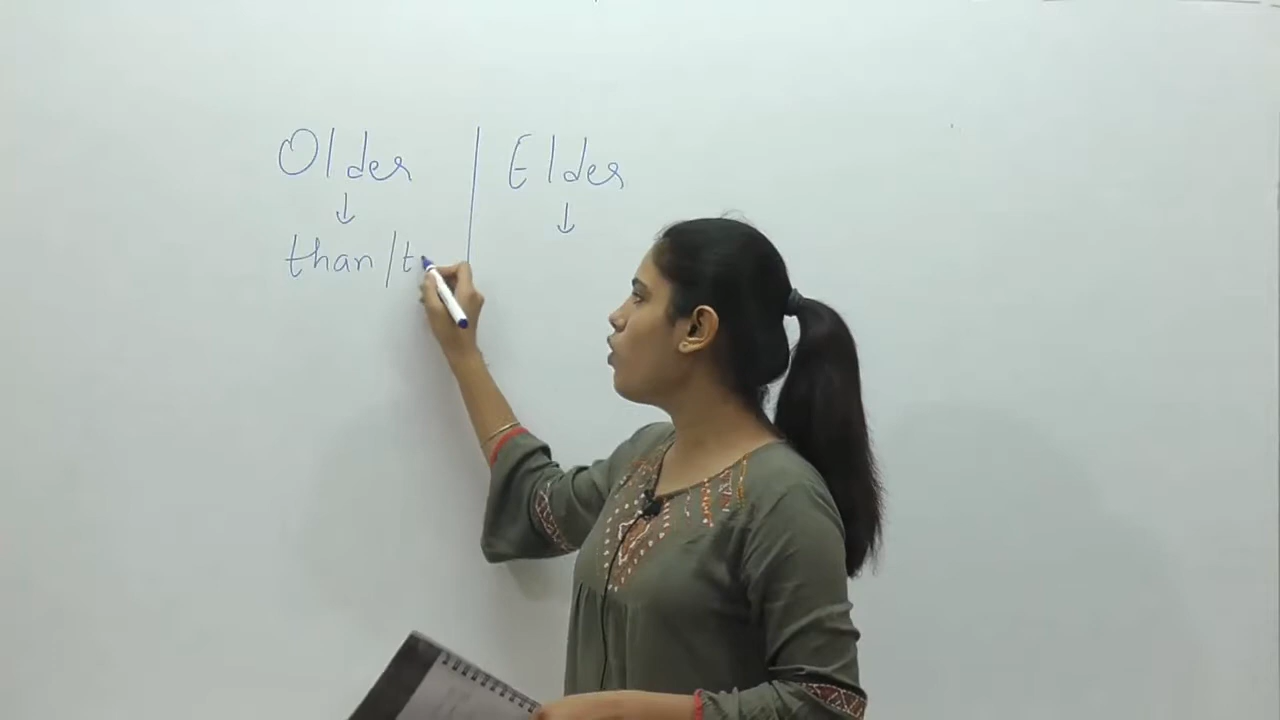 Older | Elder
↓ ↓
than / t